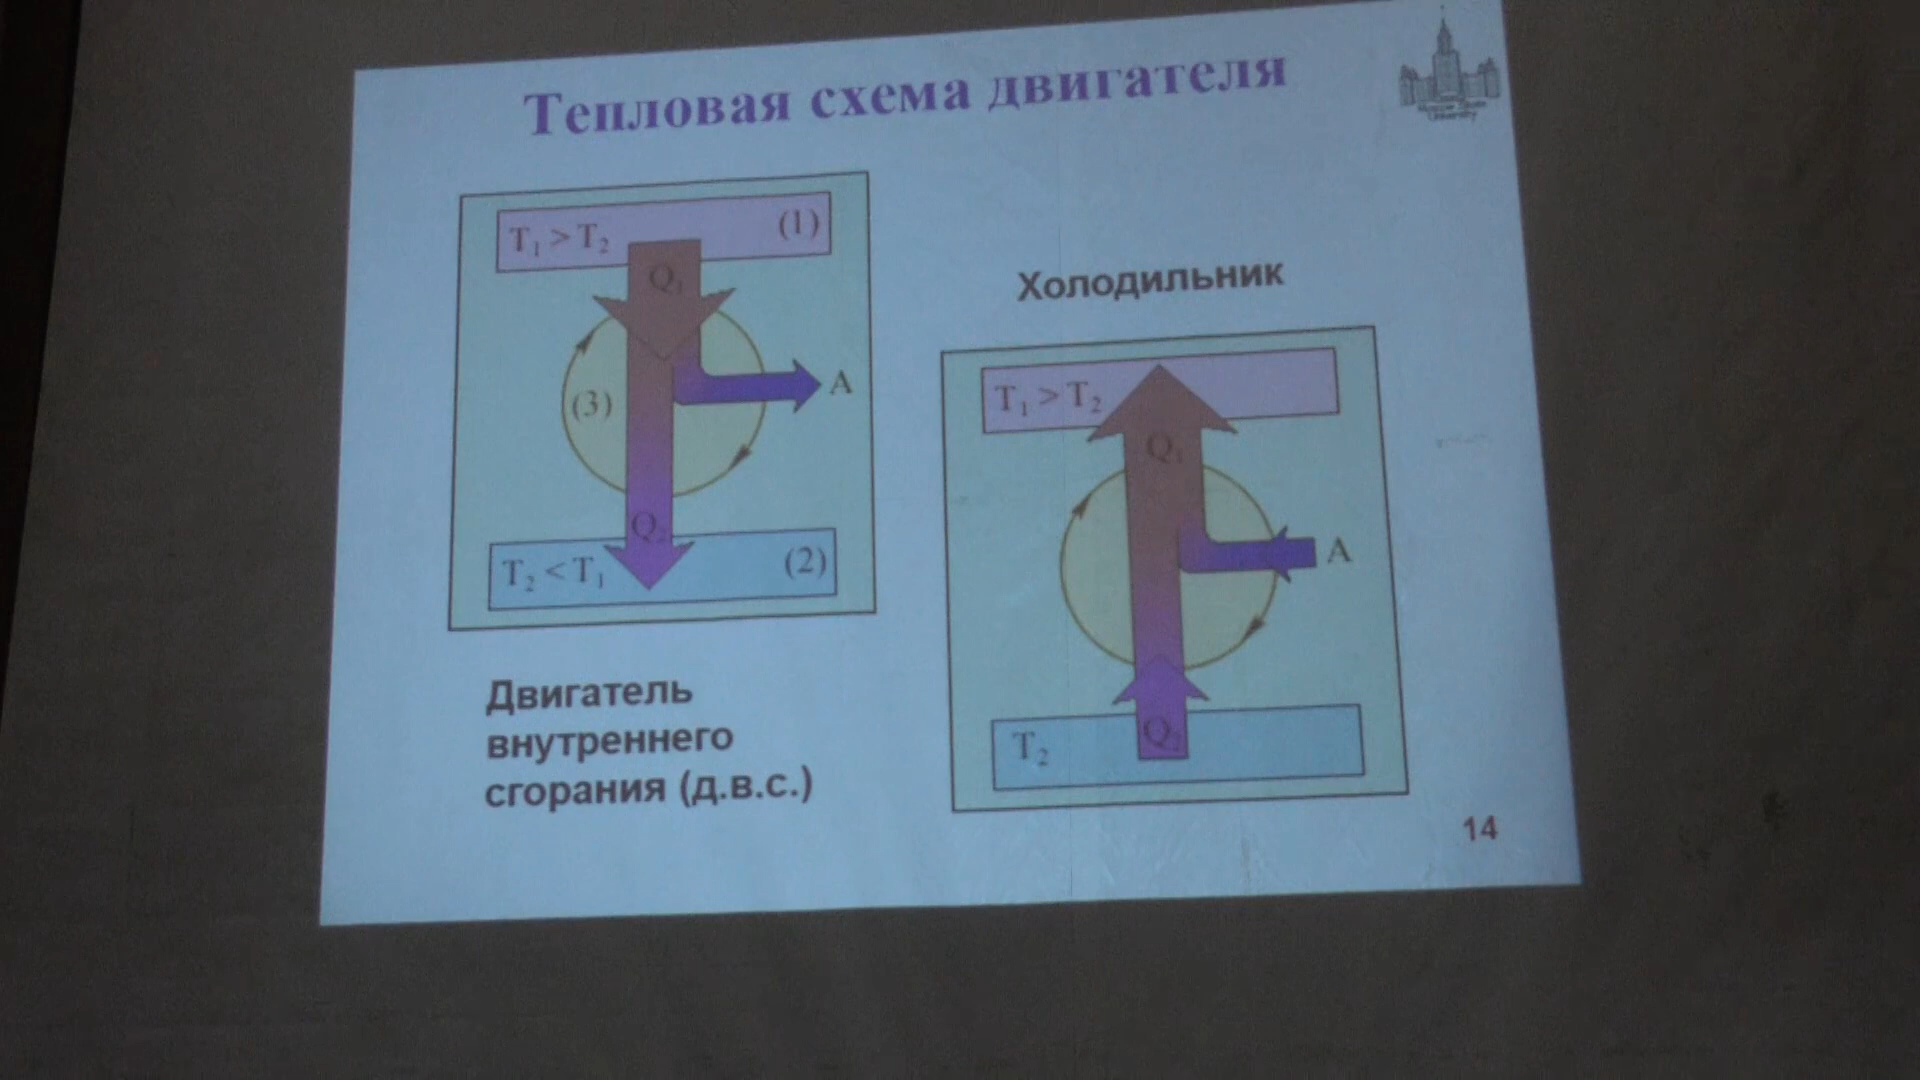 Тепловая схема двигателя
University
T₁ > T₂ (1)
Q₁
(3)
A
Q₂
T₂ < T₁ (2)
Двигатель
внутреннего
сгорания (д.в.с.)
Холодильник
T₁ > T₂
Q₁
A
Q₂
T₂
14